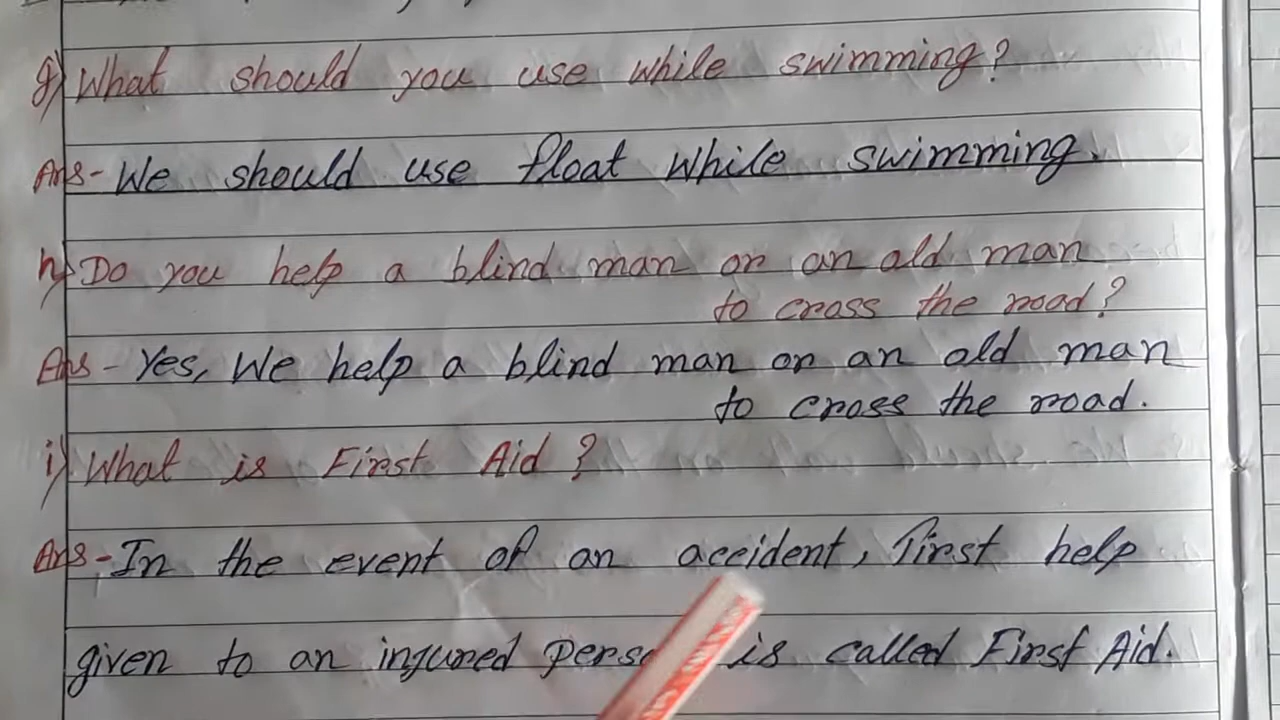 g) What should you use while swimming?
Ans- We should use float while swimming.
h) Do you help a blind man or an old man
to cross the road?
Ans- Yes, We help a blind man or an old man
to cross the road.
i) What is First Aid ?
Ans- In the event of an accident, first help
given to an injured perso is called First Aid.